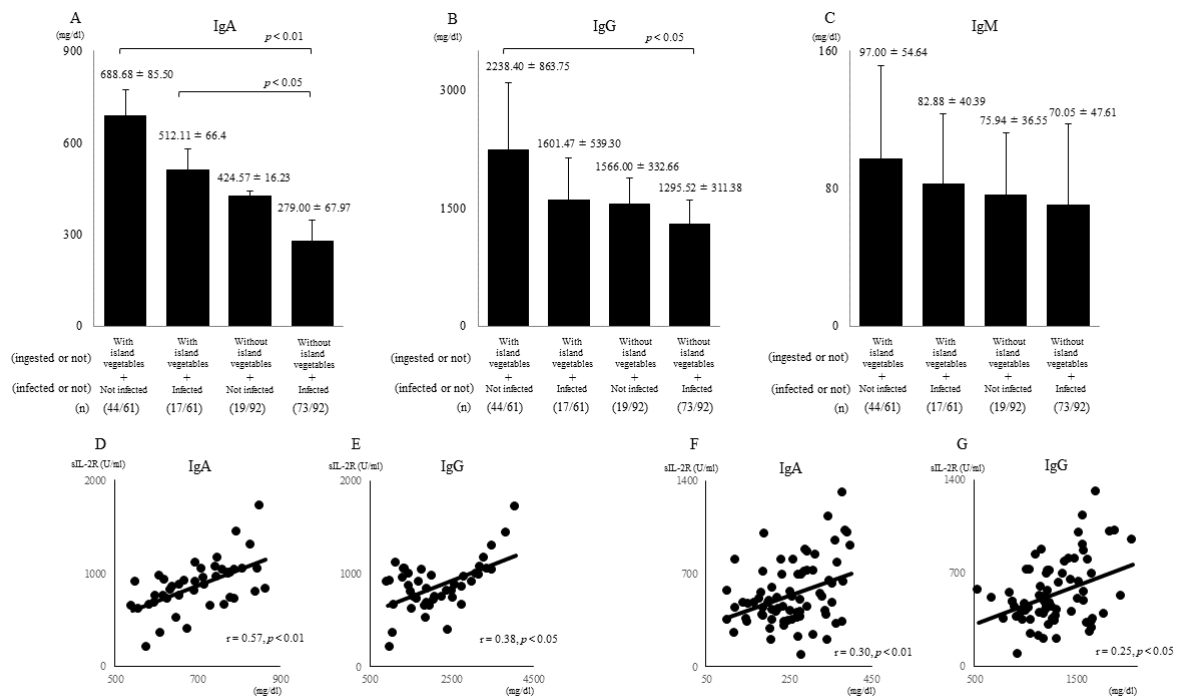 A
IgA
(mg/dl)
900
600
300
0
p < 0.01
p < 0.05
688.68 ± 85.50
512.11 ± 66.4
424.57 ± 16.23
279.00 ± 67.97
(ingested or not)
(infected or not)
(n)
With
island
vegetables
+
Not infected
(44/61)
With
island
vegetables
+
Infected
(17/61)
Without
island
vegetables
+
Not infected
(19/92)
Without
island
vegetables
+
Infected
(73/92)
B
IgG
(mg/dl)
3000
1500
0
p < 0.05
2238.40 ± 863.75
1601.47 ± 539.30
1566.00 ± 332.66
1295.52 ± 311.38
(ingested or not)
(infected or not)
(n)
With
island
vegetables
+
Not infected
(44/61)
With
island
vegetables
+
Infected
(17/61)
Without
island
vegetables
+
Not infected
(19/92)
Without
island
vegetables
+
Infected
(73/92)
C
IgM
(mg/dl)
160
80
0
97.00 ± 54.64
82.88 ± 40.39
75.94 ± 36.55
70.05 ± 47.61
(ingested or not)
(infected or not)
(n)
With
island
vegetables
+
Not infected
(44/61)
With
island
vegetables
+
Infected
(17/61)
Without
island
vegetables
+
Not infected
(19/92)
Without
island
vegetables
+
Infected
(73/92)
D
sIL-2R (U/ml)
IgA
2000
1000
0
r = 0.57, p < 0.01
500
700
900
(mg/dl)
E
sIL-2R (U/ml)
IgG
2000
1000
0
r = 0.38, p < 0.05
500
2500
4500
(mg/dl)
F
sIL-2R (U/ml)
IgA
1400
700
0
r = 0.30, p < 0.01
50
250
450
(mg/dl)
G
sIL-2R (U/ml)
IgG
1400
700
0
r = 0.25, p < 0.05
500
1500
(mg/dl)